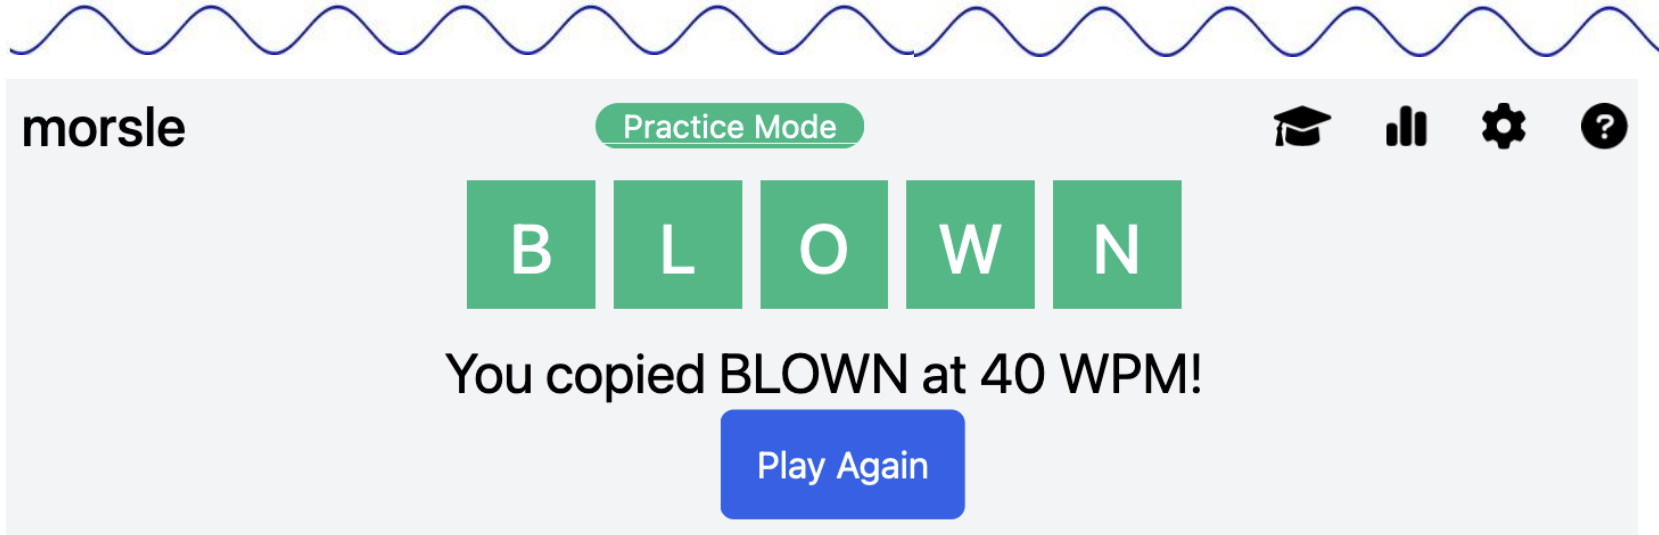 morsle
Practice Mode
B L O W N
You copied BLOWN at 40 WPM!
Play Again